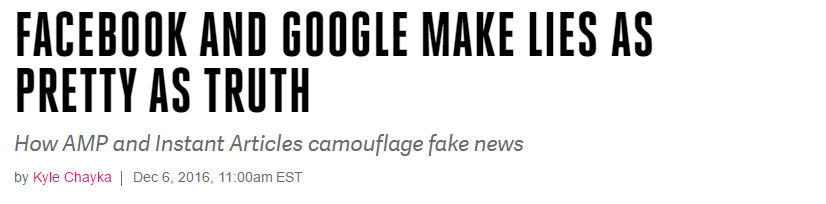 FACEBOOK AND GOOGLE MAKE LIES AS
PRETTY AS TRUTH
How AMP and Instant Articles camouflage fake news
by Kyle Chayka | Dec 6, 2016, 11:00am EST